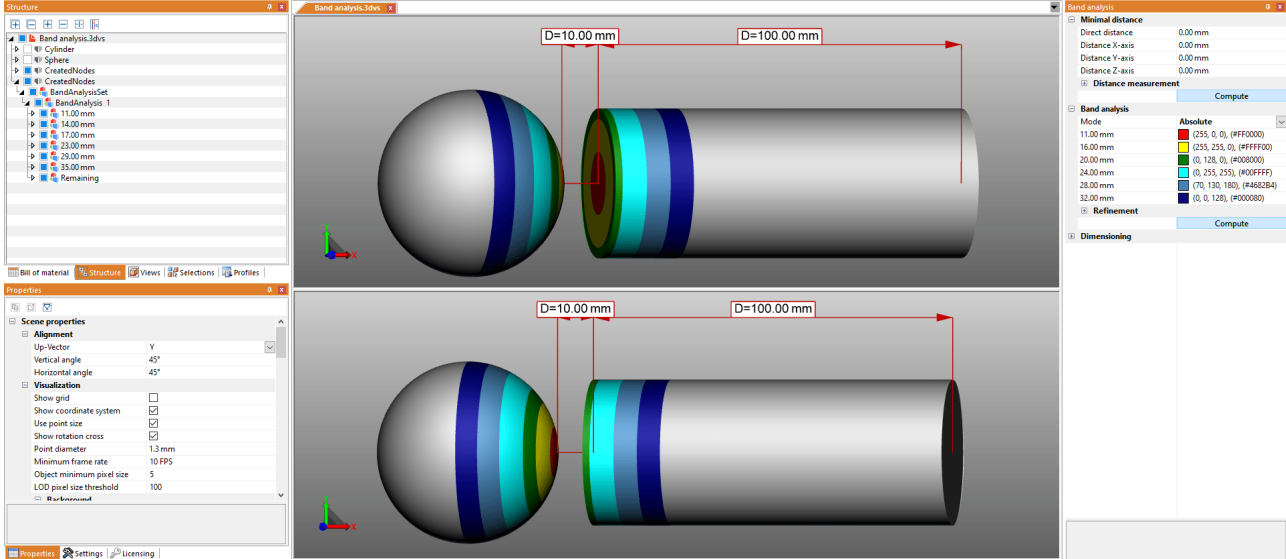 Structure
Band analysis.3dvs
Cylinder
Sphere
CreatedNodes
CreatedNodes
BandAnalysisSet
BandAnalysis 1
11.00 mm
14.00 mm
17.00 mm
23.00 mm
29.00 mm
35.00 mm
Remaining
Bill of material Structure Views Selections Profiles
Properties
Scene properties
Alignment
Up-Vector Y
Vertical angle 45°
Horizontal angle 45°
Visualization
Show grid
Show coordinate system
Use point size
Show rotation cross
Point diameter 1.3 mm
Minimum frame rate 10 FPS
Object minimum pixel size 5
LOD pixel size threshold 100
Background
Properties Settings Licensing
Band analysis.3dvs
D=10.00 mm D=100.00 mm
X
D=10.00 mm D=100.00 mm
X
Band analysis
Minimal distance
Direct distance 0.00 mm
Distance X-axis 0.00 mm
Distance Y-axis 0.00 mm
Distance Z-axis 0.00 mm
Distance measurement
Compute
Band analysis
Mode Absolute
11.00 mm (255, 0, 0), (#FF0000)
16.00 mm (255, 255, 0), (#FFFF00)
20.00 mm (0, 128, 0), (#008000)
24.00 mm (0, 255, 255), (#00FFFF)
28.00 mm (70, 130, 180), (#4682B4)
32.00 mm (0, 0, 128), (#000080)
Refinement
Compute
Dimensioning